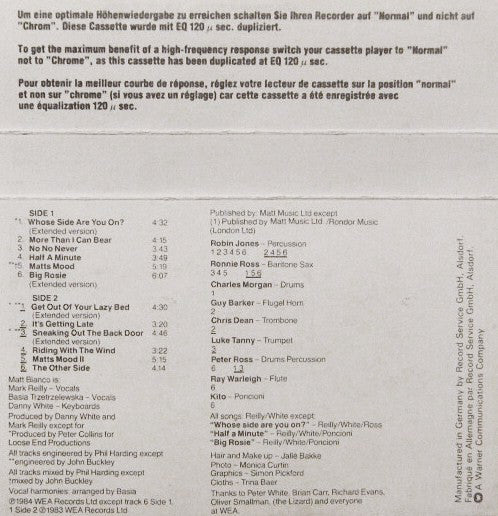 Um eine optimale Höhenwiedergabe zu erreichen schalten Sie Ihren Recorder auf "Normal" und nicht auf
"Chrom". Diese Cassette wurde mit EQ 120 µ sec. dupliziert.
To get the maximum benefit of a high-frequency response switch your cassette player to "Normal"
not to "Chrome", as this cassette has been duplicated at EQ 120 µ sec.
Pour obtenir la meilleur courbe de réponse, réglez votre lecteur de cassette sur la position "normal"
et non sur "chrome" (si vous avez un réglage) car cette cassette a été enregistrée avec
une équalization 120 µ sec.
SIDE 1
*1. Whose Side Are You On? 4:32
(Extended version)
2. More Than I Can Bear 4:15
3. No No Never 3:43
4. Half A Minute 3:49
5. Matts Mood 5:19
6. Big Rosie 6:07
(Extended version)
SIDE 2
1. Get Out Of Your Lazy Bed 4:30
(Extended version)
It's Getting Late 3:20
Sneaking Out The Back Door 4:46
(Extended version)
Riding With The Wind 3:22
Matts Mood II 5:15
The Other Side 4:14
Matt Bianco is:
Mark Reilly – Vocals
Basia Trzetrzelewska – Vocals
Danny White – Keyboards
Produced by Danny White and
Mark Reilly except for
*Produced by Peter Collins for
Loose End Productions
All tracks engineered by Phil Harding except
**engineered by John Buckley
All tracks mixed by Phil Harding except
†mixed by John Buckley
Vocal harmonies: arranged by Basia
℗1984 WEA Records Ltd except track 6 Side 1.
1 Side 2 ℗1983 WEA Records Ltd
Published by: Matt Music Ltd except
(1) Published by Matt Music Ltd /Rondor Music
(London Ltd)
Robin Jones – Percussion
1 2 3 4 5 6 2 4 5 6
Ronnie Ross – Baritone Sax
3 4 5 1 5 6
Charles Morgan – Drums
1
Guy Barker – Flugel Horn
2
Chris Dean – Trombone
2
Luke Tanny – Trumpet
3
Peter Ross – Drums Percussion
6 1 3
Ray Warleigh – Flute
6
Kito – Poncioni
6
All songs: Reilly/White except:
"Whose side are you on?" – Reilly/White/Ross
"Half a Minute" – Reilly/White/Poncioni
"Big Rosie" – Reilly/White/Poncioni
Hair and Make up – Jalle Bakke
Photo – Monica Curtin
Graphics – Simon Pickford
Cloths – Trina Baer
Thanks to Peter White, Brian Carr, Richard Evans,
Oliver Smallman, (the Lizard) and everyone
at WEA.
Manufactured in Germany by Record Service GmbH, Alsdorf.
Fabriqué en Allemagne par Record Service GmbH, Alsdorf.
A Warner Communications Company